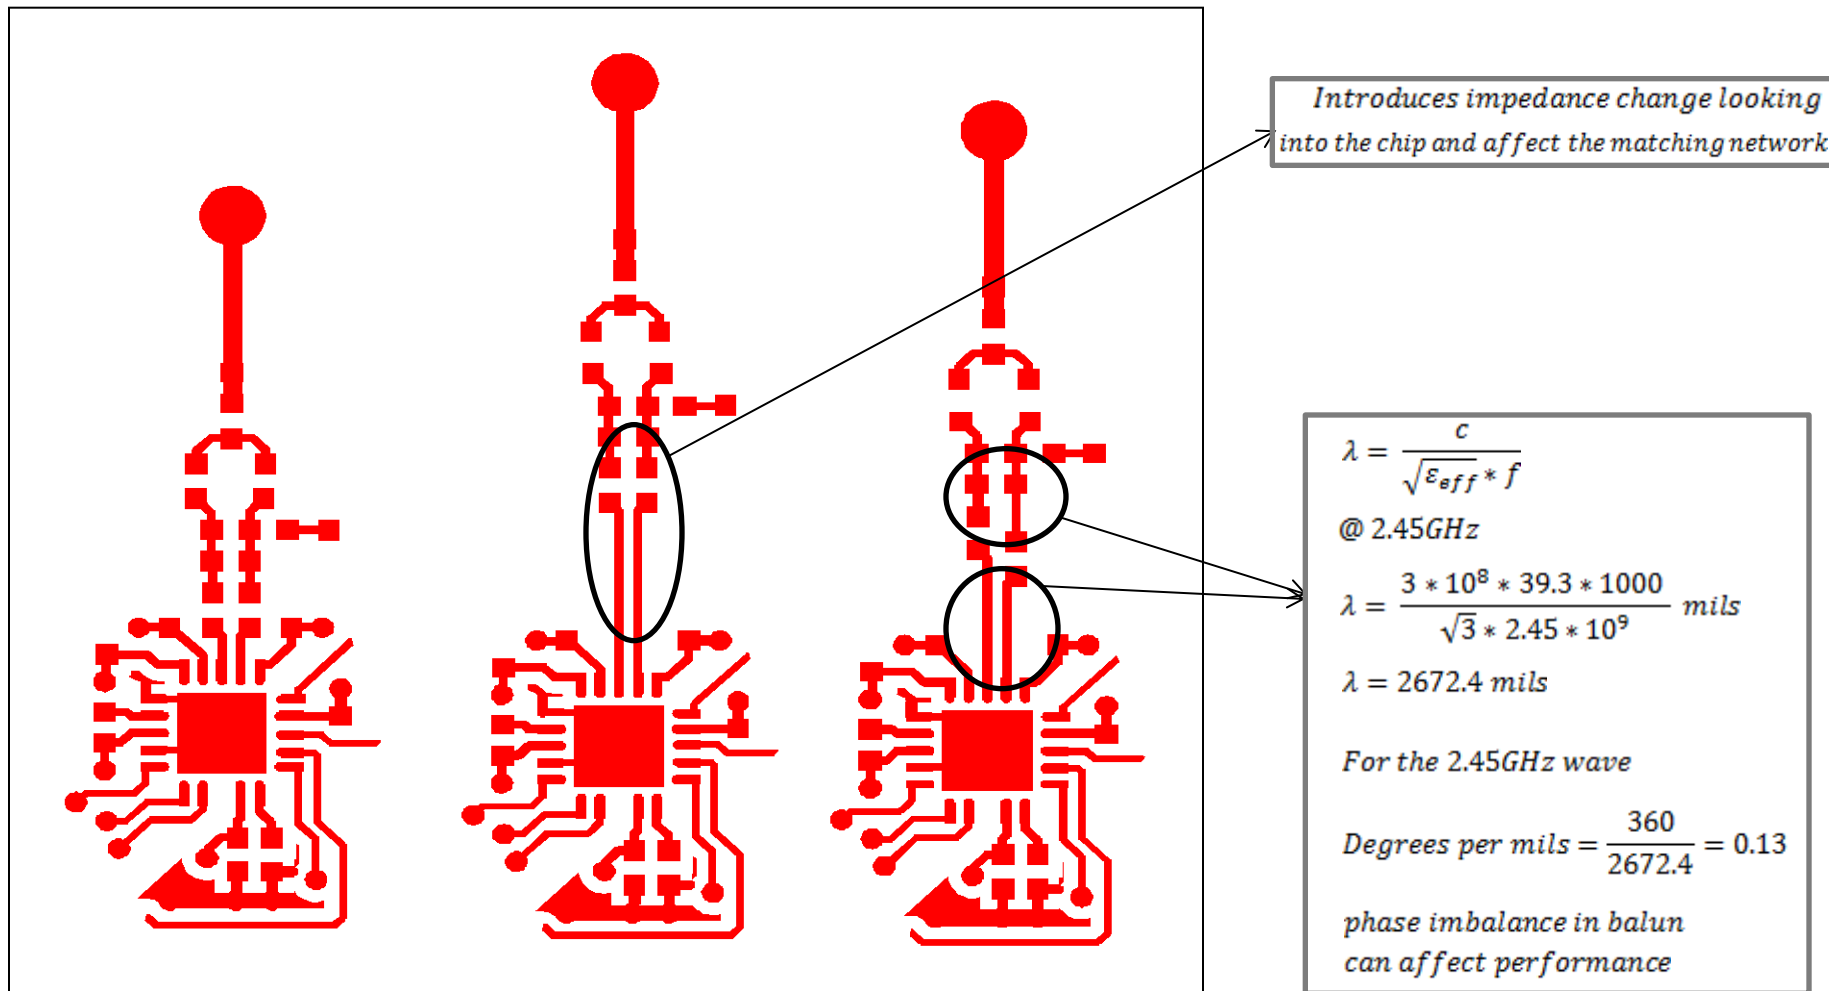 Introduces impedance change looking
into the chip and affect the matching network
λ = c / √ε_eff * f
@ 2.45GHz
λ = 3 * 10⁸ * 39.3 * 1000 / √3 * 2.45 * 10⁹ mils
λ = 2672.4 mils
For the 2.45GHz wave
Degrees per mils = 360 / 2672.4 = 0.13
phase imbalance in balun
can affect performance